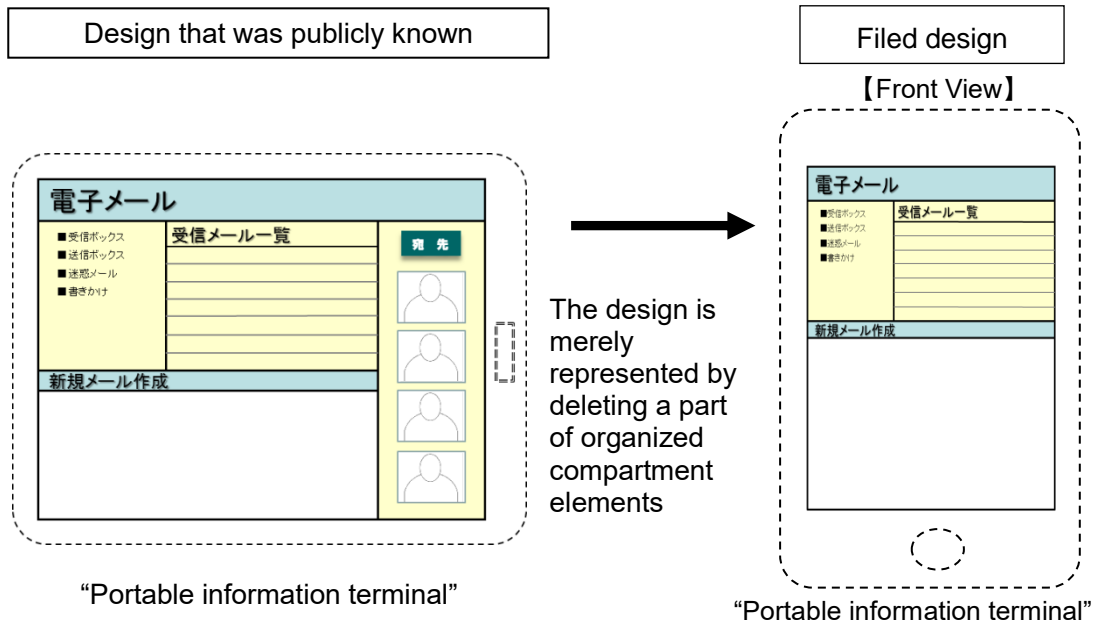 Design that was publicly known
Filed design
【Front View】
電子メール
■受信ボックス
■送信ボックス
■迷惑メール
■書きかけ
受信メール一覧
宛 先
新規メール作成
The design is
merely
represented by
deleting a part
of organized
compartment
elements
電子メール
■受信ボックス
■送信ボックス
■迷惑メール
■書きかけ
受信メール一覧
新規メール作成
“Portable information terminal”
“Portable information terminal”